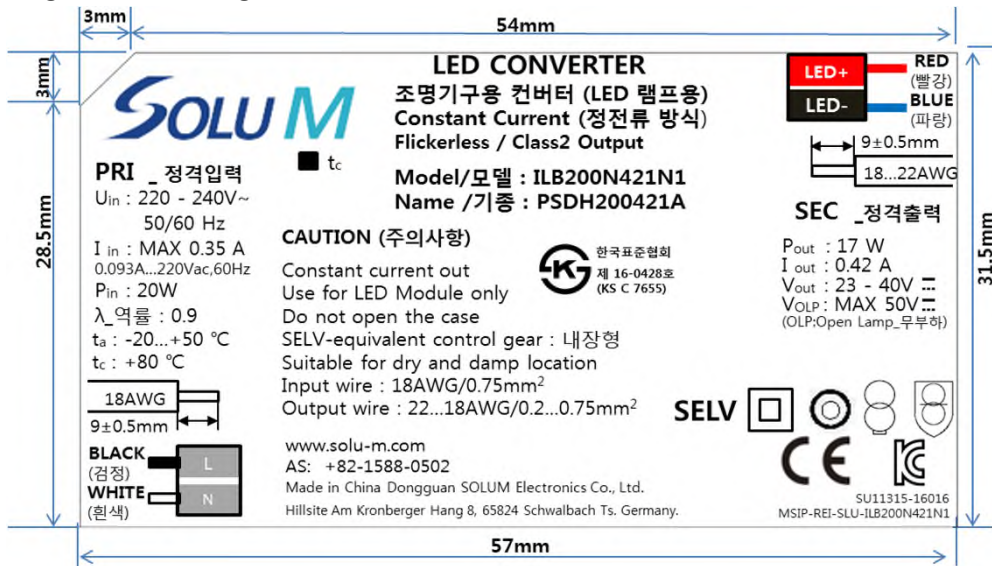 3mm
54mm
3mm
28.5mm
31.5mm
57mm
SOLU M
tc
LED CONVERTER
조명기구용 컨버터 (LED 램프용)
Constant Current (정전류 방식)
Flickerless / Class2 Output
Model/모델 : ILB200N421N1
Name /기종 : PSDH200421A
LED+
LED-
RED
(빨강)
BLUE
(파랑)
9±0.5mm
18...22AWG
PRI _ 정격입력
Uin : 220 - 240V~
50/60 Hz
I in : MAX 0.35 A
0.093A...220Vac,60Hz
Pin : 20W
λ_역률 : 0.9
ta : -20...+50 ℃
tc : +80 ℃
18AWG
9±0.5mm
BLACK
(검정)
WHITE
(흰색)
L
N
CAUTION (주의사항)
Constant current out
Use for LED Module only
Do not open the case
SELV-equivalent control gear : 내장형
Suitable for dry and damp location
Input wire : 18AWG/0.75mm²
Output wire : 22...18AWG/0.2...0.75mm²
한국표준협회
제 16-0428호
(KS C 7655)
www.solu-m.com
AS: +82-1588-0502
Made in China Dongguan SOLUM Electronics Co., Ltd.
Hillsite Am Kronberger Hang 8, 65824 Schwalbach Ts. Germany.
SEC _정격출력
Pout : 17 W
I out : 0.42 A
Vout : 23 - 40V ⎓
VOLP : MAX 50V ⎓
(OLP:Open Lamp_무부하)
SELV
CE
SU11315-16016
MSIP-REI-SLU-ILB200N421N1